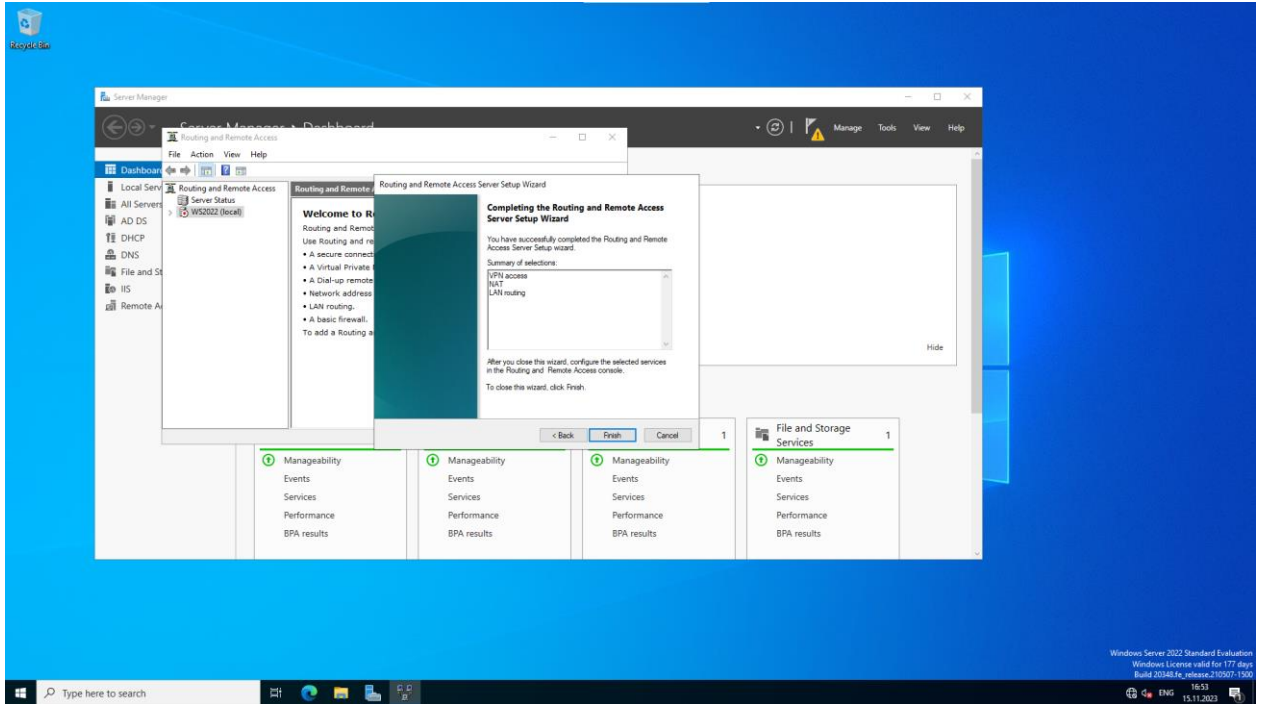 Recycle Bin
Server Manager
Server Manager
Dashboard
Manage Tools View Help
Routing and Remote Access
File Action View Help
Dashboard
Local Serv
All Servers
AD DS
DHCP
DNS
File and St
IIS
Remote Ac
Routing and Remote Access
Server Status
WS2022 (local)
Routing and Remote A
Welcome to Ro
Routing and Remot
Use Routing and re
• A secure connect
• A Virtual Private
• A Dial-up remote
• Network address
• LAN routing.
• A basic firewall.
To add a Routing a
Routing and Remote Access Server Setup Wizard
Completing the Routing and Remote Access
Server Setup Wizard
You have successfully completed the Routing and Remote
Access Server Setup wizard.
Summary of selections:
VPN access
NAT
LAN routing
After you close this wizard, configure the selected services
in the Routing and Remote Access console.
To close this wizard, click Finish.
< Back Finish Cancel
Hide
1
File and Storage
Services
1
Manageability
Events
Services
Performance
BPA results
Manageability
Events
Services
Performance
BPA results
Manageability
Events
Services
Performance
BPA results
Manageability
Events
Services
Performance
BPA results
Windows Server 2022 Standard Evaluation
Windows License valid for 177 days
Build 20348.fe_release.210507-1500
Type here to search
ENG
16:53
15.11.2023